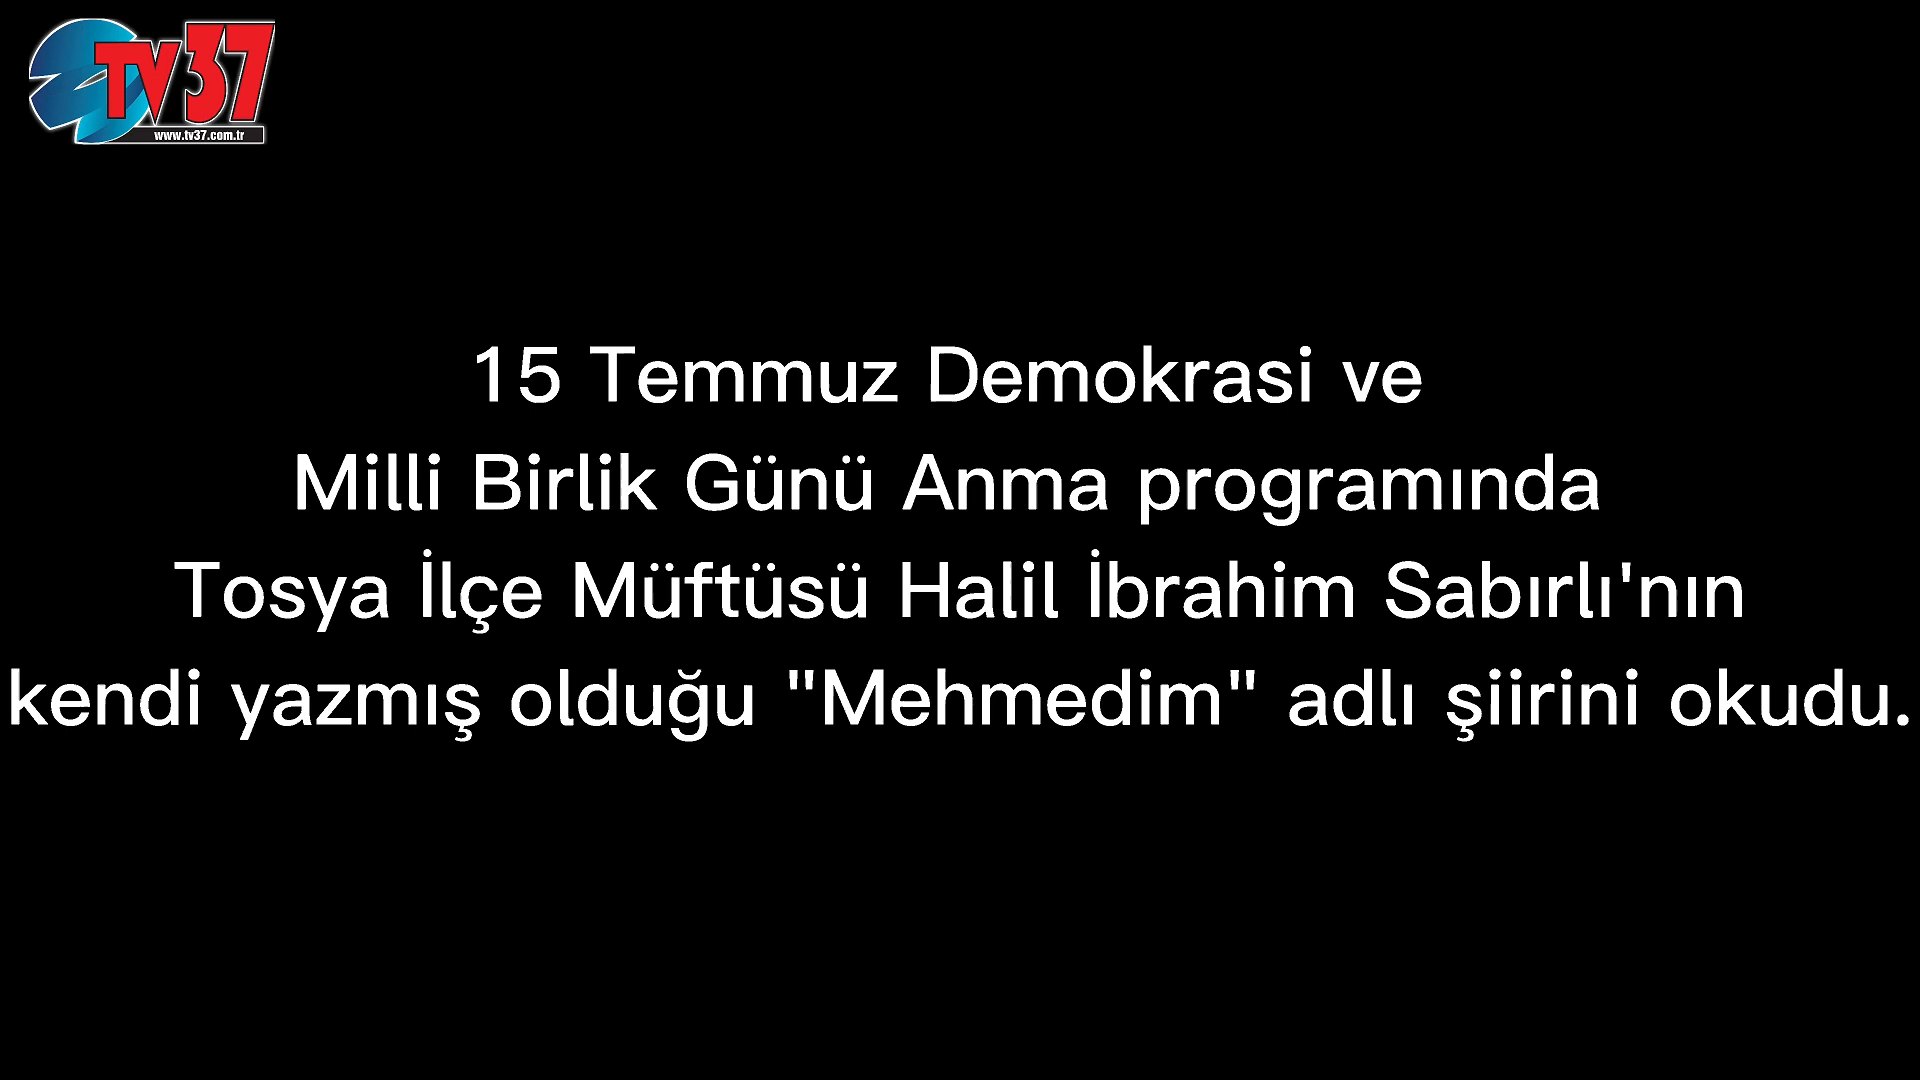 TV37
www.tv37.com.tr
15 Temmuz Demokrasi ve
Milli Birlik Günü Anma programında
Tosya İlçe Müftüsü Halil İbrahim Sabırlı'nın
kendi yazmış olduğu "Mehmedim" adlı şiirini okudu.